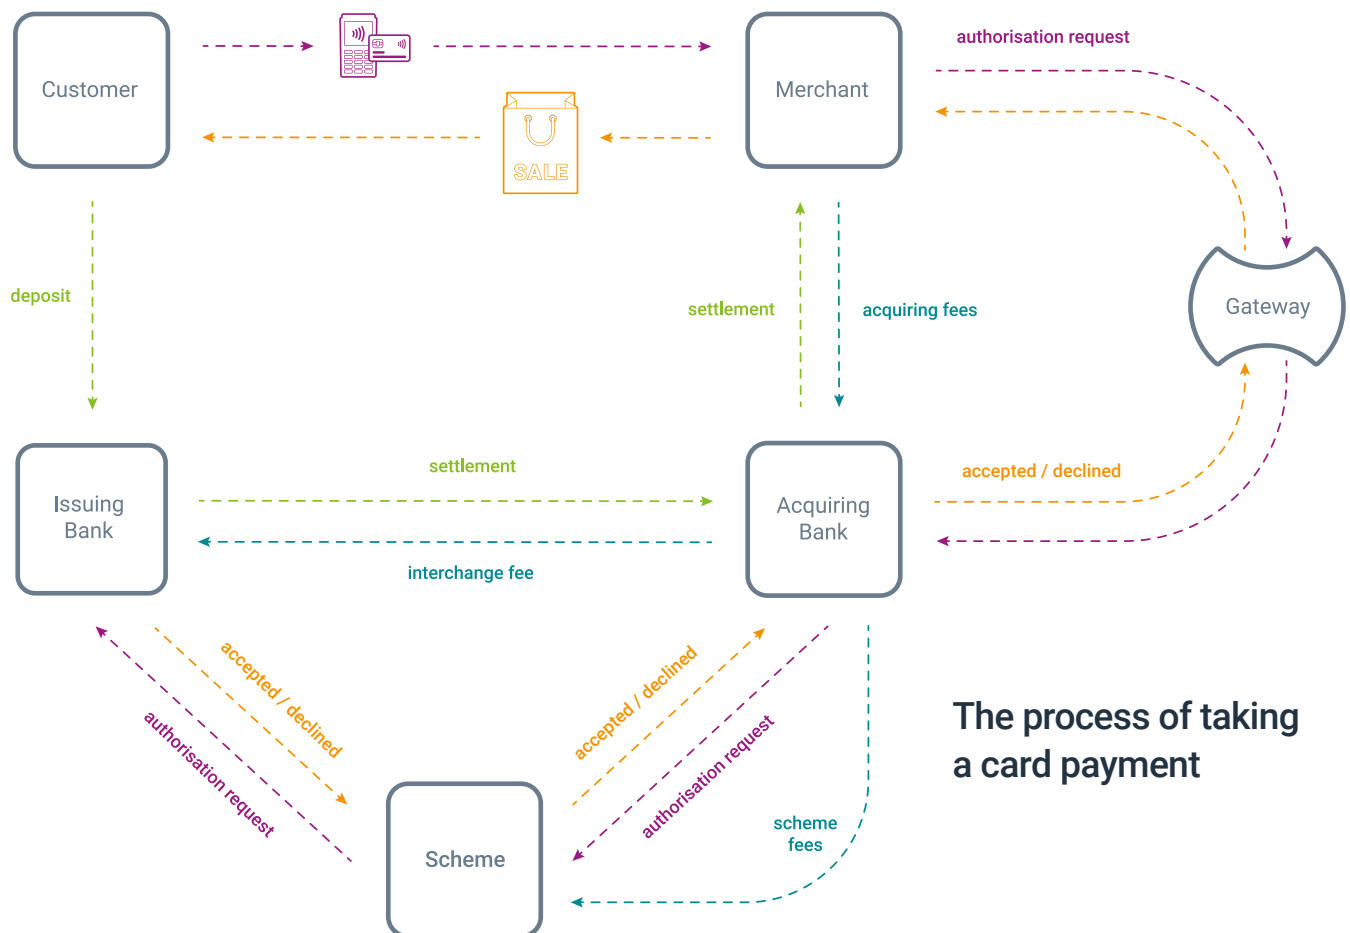 authorisation request
Customer
Merchant
SALE
deposit
settlement
acquiring fees
Gateway
settlement
accepted / declined
Issuing
Bank
Acquiring
Bank
interchange fee
accepted / declined
authorisation request
accepted / declined
authorisation request
The process of taking
a card payment
scheme
fees
Scheme